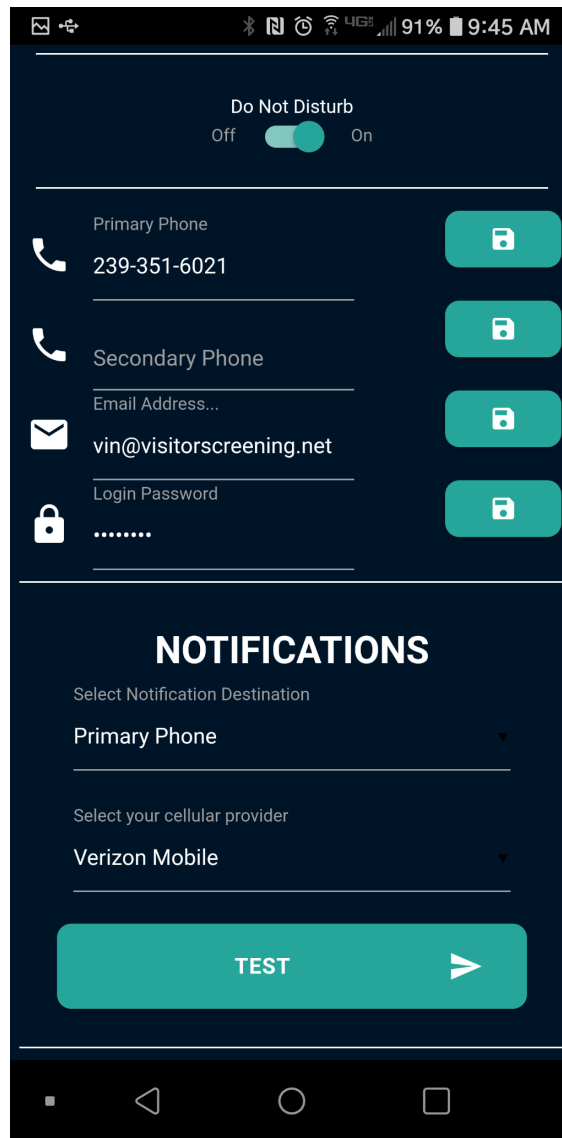 4G 91% 9:45 AM
Do Not Disturb
Off On
Primary Phone
239-351-6021
Secondary Phone
Email Address...
vin@visitorscreening.net
Login Password
••••••••
NOTIFICATIONS
Select Notification Destination
Primary Phone
Select your cellular provider
Verizon Mobile
TEST